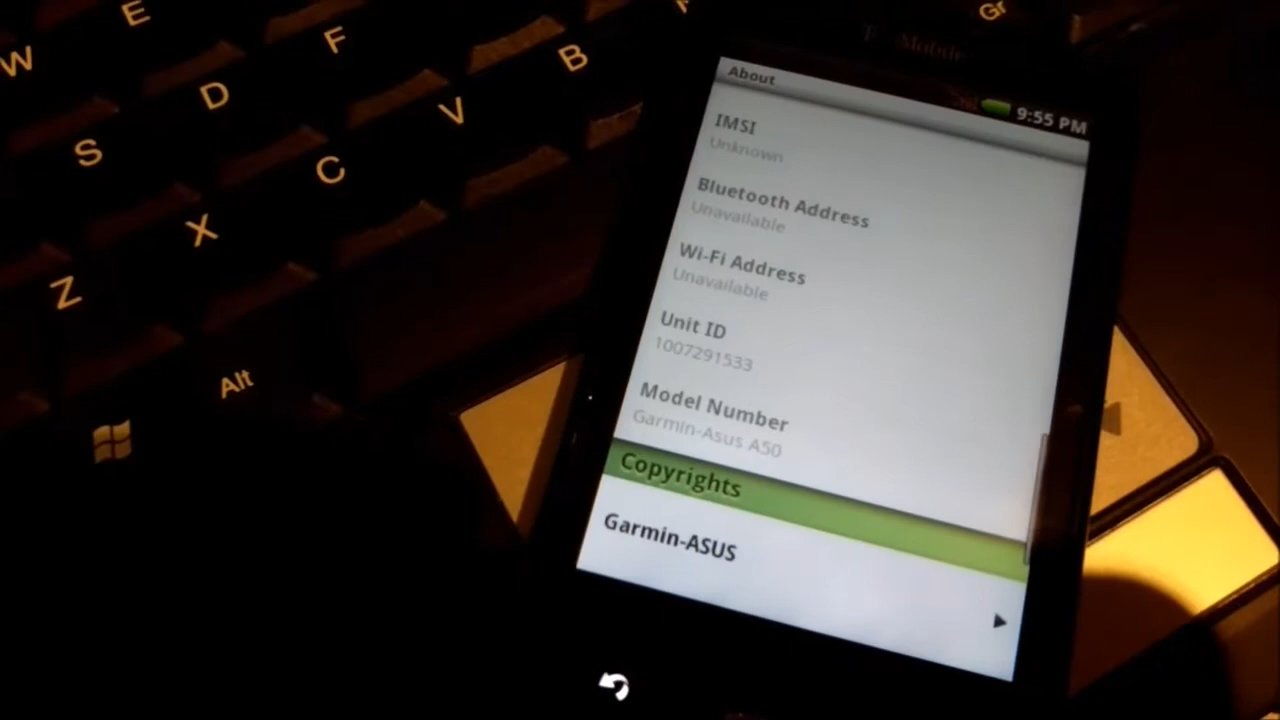 E
W
F
B
D
V
S
C
X
Z
Alt
Gr
T Mobile
About
9:55 PM
IMSI
Unknown
Bluetooth Address
Unavailable
Wi-Fi Address
Unavailable
Unit ID
1007291533
Model Number
Garmin-Asus A50
Copyrights
Garmin-ASUS